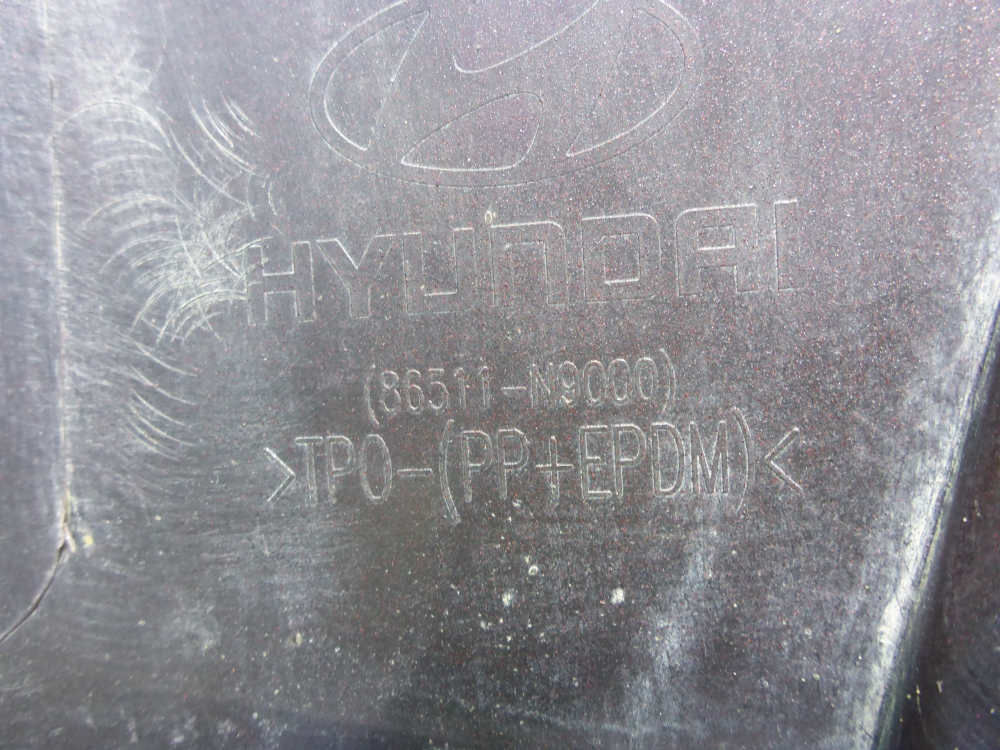 HYUNDAI
(86511-N9000)
>TPO-(PP+EPDM)<